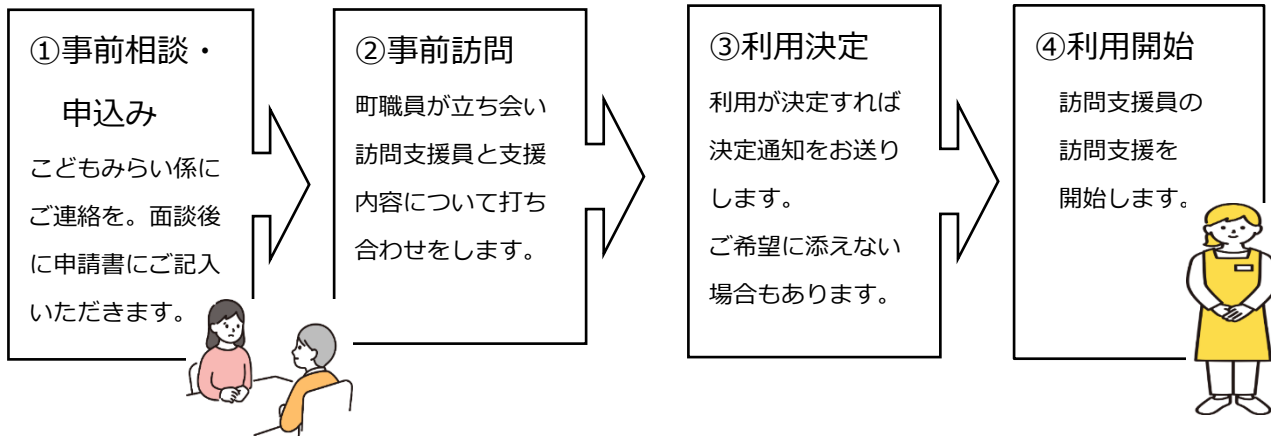 ①事前相談・
申込み
こどもみらい係に
ご連絡を。面談後
に申請書にご記入
いただきます。
②事前訪問
町職員が立ち会い
訪問支援員と支援
内容について打ち
合わせをします。
③利用決定
利用が決定すれば
決定通知をお送り
します。
ご希望に添えない
場合もあります。
④利用開始
訪問支援員の
訪問支援を
開始します。